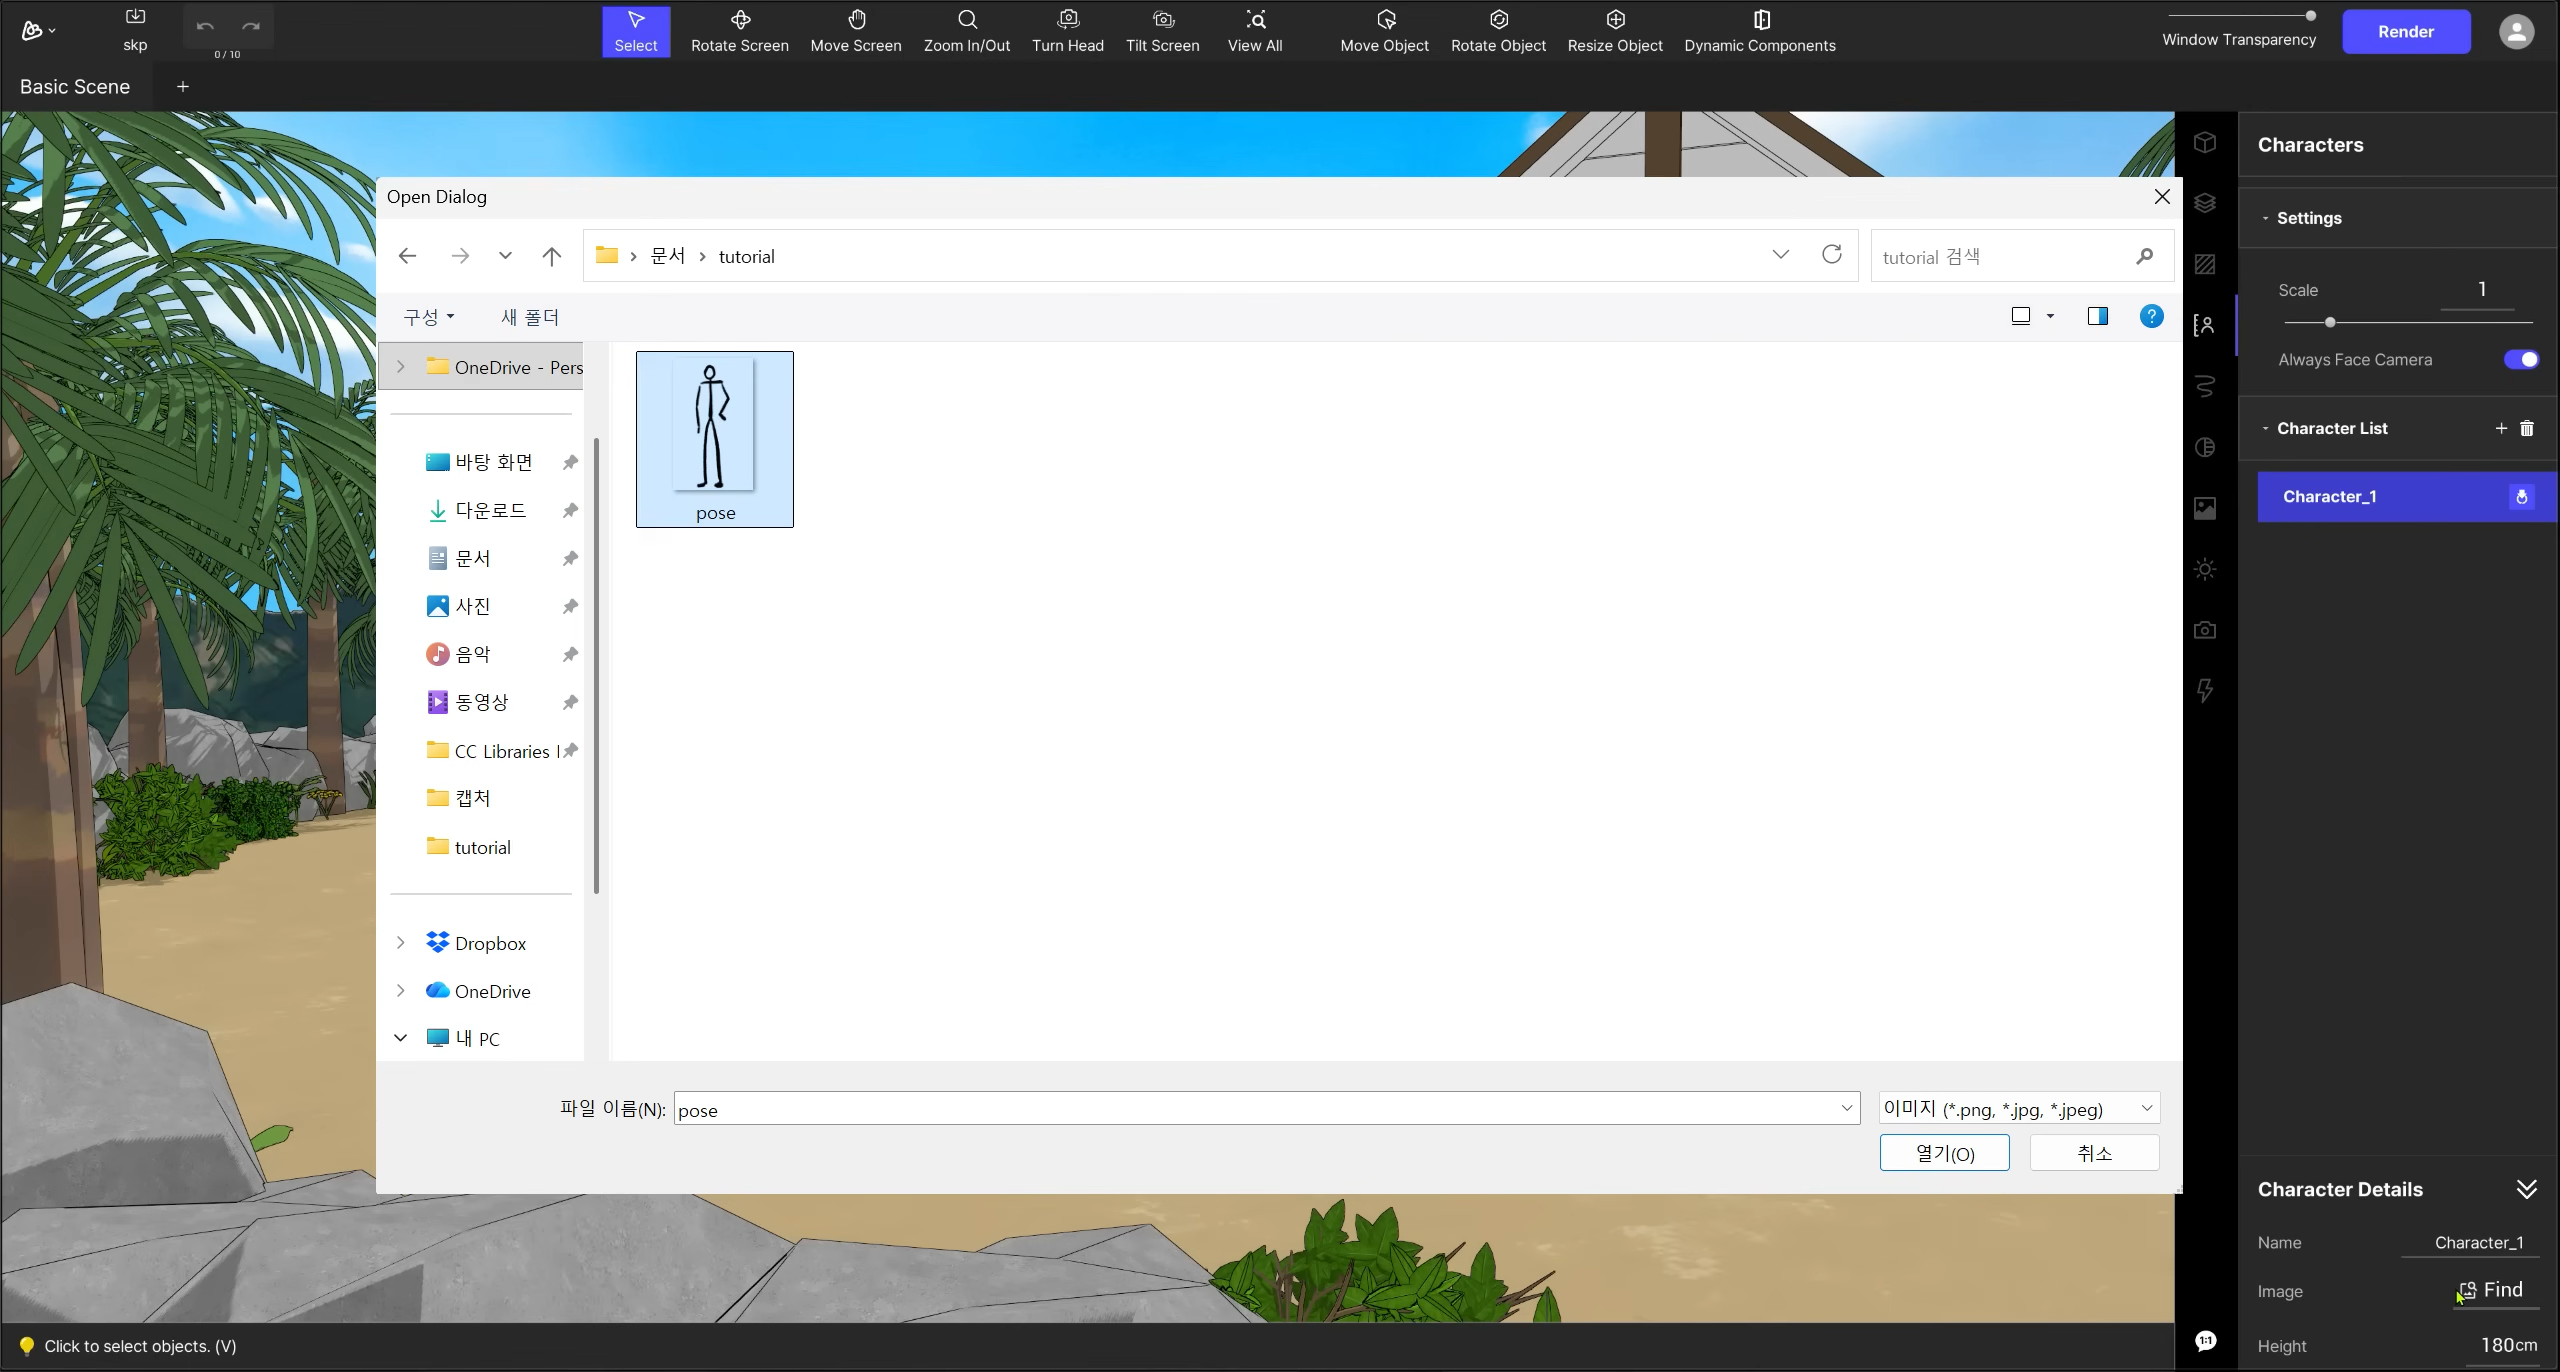 skp
0 / 10
Select
Rotate Screen
Move Screen
Zoom In/Out
Turn Head
Tilt Screen
View All
Move Object
Rotate Object
Resize Object
Dynamic Components
Window Transparency
Render
Basic Scene
Open Dialog
문서
tutorial
tutorial 검색
구성
새 폴더
OneDrive - Pers
바탕 화면
다운로드
문서
사진
음악
동영상
CC Libraries
캡처
tutorial
Dropbox
OneDrive
내 PC
pose
파일 이름(N):
pose
이미지 (*.png, *.jpg, *.jpeg)
열기(O)
취소
Characters
Settings
Scale
1
Always Face Camera
Character List
Character_1
Character Details
Name
Character_1
Image
Find
Height
180cm
Click to select objects. (V)
1:1